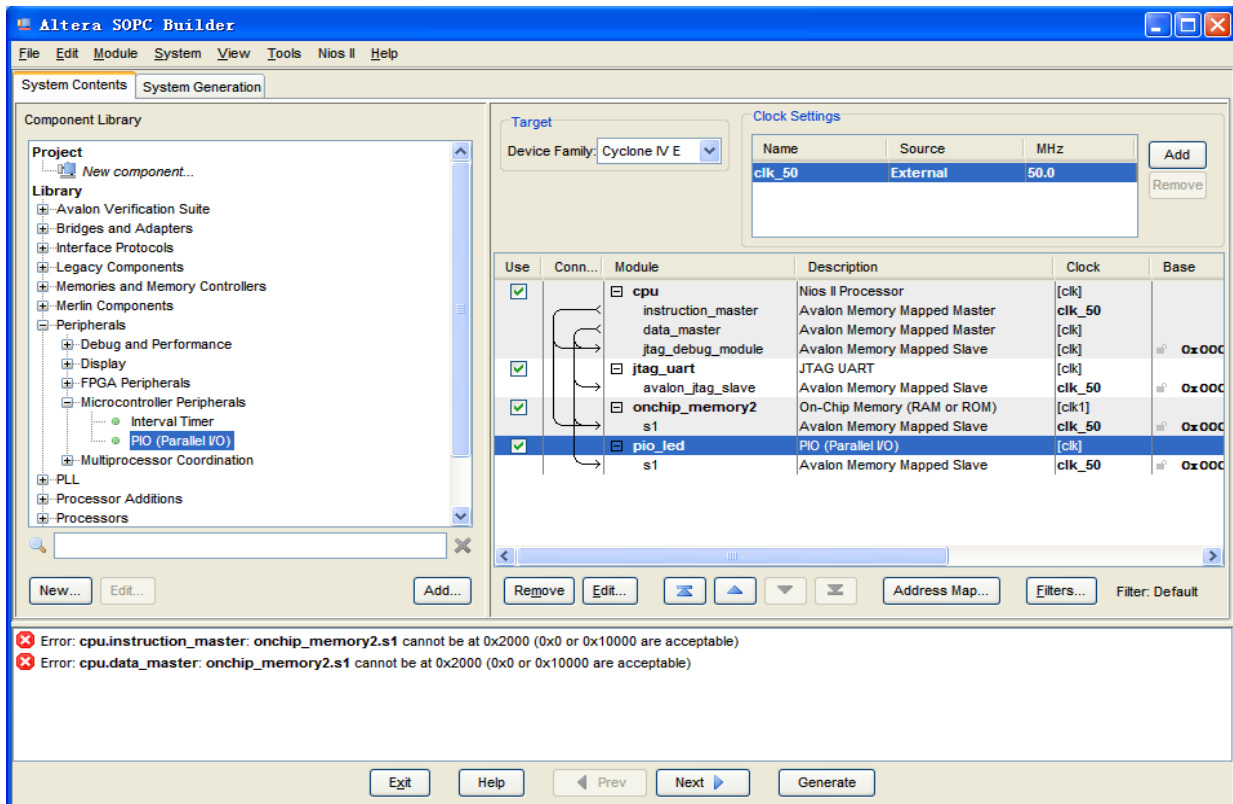 Altera SOPC Builder
File Edit Module System View Tools Nios II Help
System Contents System Generation
Component Library
Project
New component...
Library
Avalon Verification Suite
Bridges and Adapters
Interface Protocols
Legacy Components
Memories and Memory Controllers
Merlin Components
Peripherals
Debug and Performance
Display
FPGA Peripherals
Microcontroller Peripherals
Interval Timer
PIO (Parallel I/O)
Multiprocessor Coordination
PLL
Processor Additions
Processors
New... Edit... Add...
Target
Device Family: Cyclone IV E
Clock Settings
Name Source MHz
clk_50 External 50.0
Add
Remove
Use Conn... Module Description Clock Base
cpu Nios II Processor [clk]
instruction_master Avalon Memory Mapped Master clk_50
data_master Avalon Memory Mapped Master [clk]
jtag_debug_module Avalon Memory Mapped Slave [clk] 0x000
jtag_uart JTAG UART [clk]
avalon_jtag_slave Avalon Memory Mapped Slave clk_50 0x000
onchip_memory2 On-Chip Memory (RAM or ROM) [clk1]
s1 Avalon Memory Mapped Slave clk_50 0x000
pio_led PIO (Parallel I/O) [clk]
s1 Avalon Memory Mapped Slave clk_50 0x000
Remove Edit... Address Map... Filters... Filter: Default
Error: cpu.instruction_master: onchip_memory2.s1 cannot be at 0x2000 (0x0 or 0x10000 are acceptable)
Error: cpu.data_master: onchip_memory2.s1 cannot be at 0x2000 (0x0 or 0x10000 are acceptable)
Exit Help Prev Next Generate